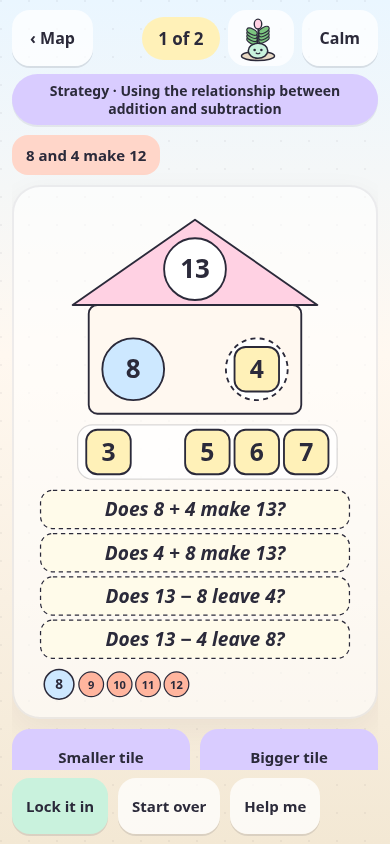 ‹ Map
1 of 2
Calm
Strategy · Using the relationship between
addition and subtraction
8 and 4 make 12
13
8
4
3
5
6
7
Does 8 + 4 make 13?
Does 4 + 8 make 13?
Does 13 − 8 leave 4?
Does 13 − 4 leave 8?
8 9 10 11 12
Smaller tile
Bigger tile
Lock it in
Start over
Help me